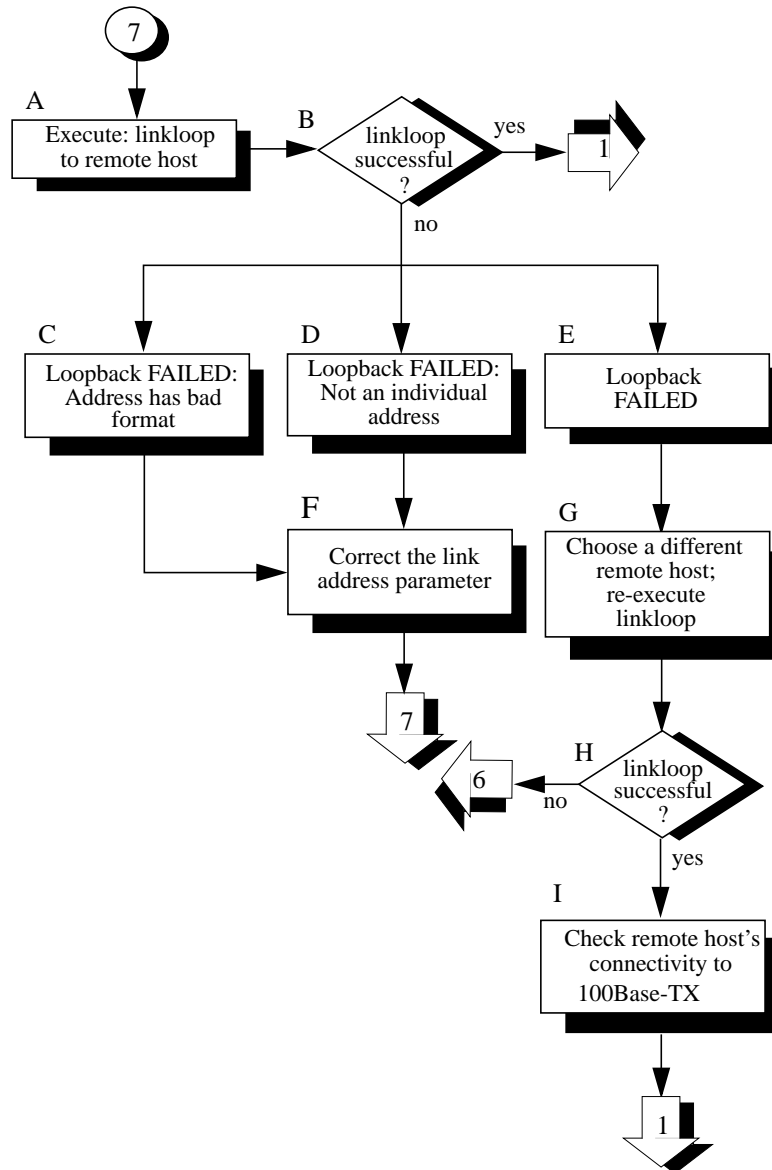 7
A
Execute: linkloop
to remote host
B
linkloop
successful
?
yes
1
no
C
Loopback FAILED:
Address has bad
format
D
Loopback FAILED:
Not an individual
address
E
Loopback
FAILED
F
Correct the link
address parameter
G
Choose a different
remote host;
re-execute
linkloop
7
6
no
H
linkloop
successful
?
yes
I
Check remote host's
connectivity to
100Base-TX
1